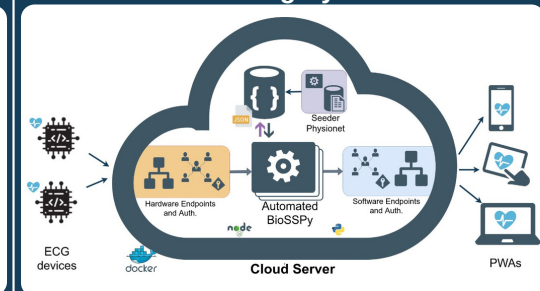 JSON
Seeder
Physionet
Hardware Endpoints
and Auth.
Automated
BioSSPy
Software Endpoints
and Auth.
ECG
devices
docker
node
Cloud Server
PWAs